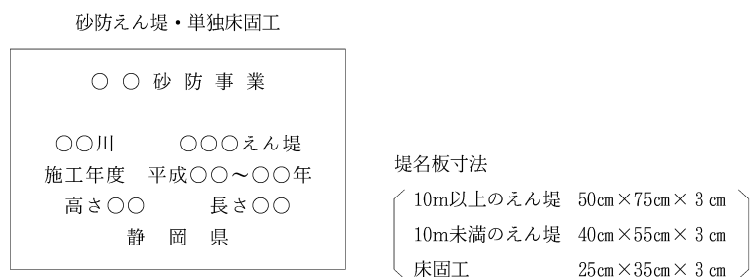 砂防えん堤・単独床固工
○ ○ 砂 防 事 業
○○川 ○○○えん堤
施工年度 平成○○～○○年
高さ○○ 長さ○○
静 岡 県
堤名板寸法
10m以上のえん堤 50㎝×75㎝× 3 ㎝
10m未満のえん堤 40㎝×55㎝× 3 ㎝
床固工 25㎝×35㎝× 3 ㎝